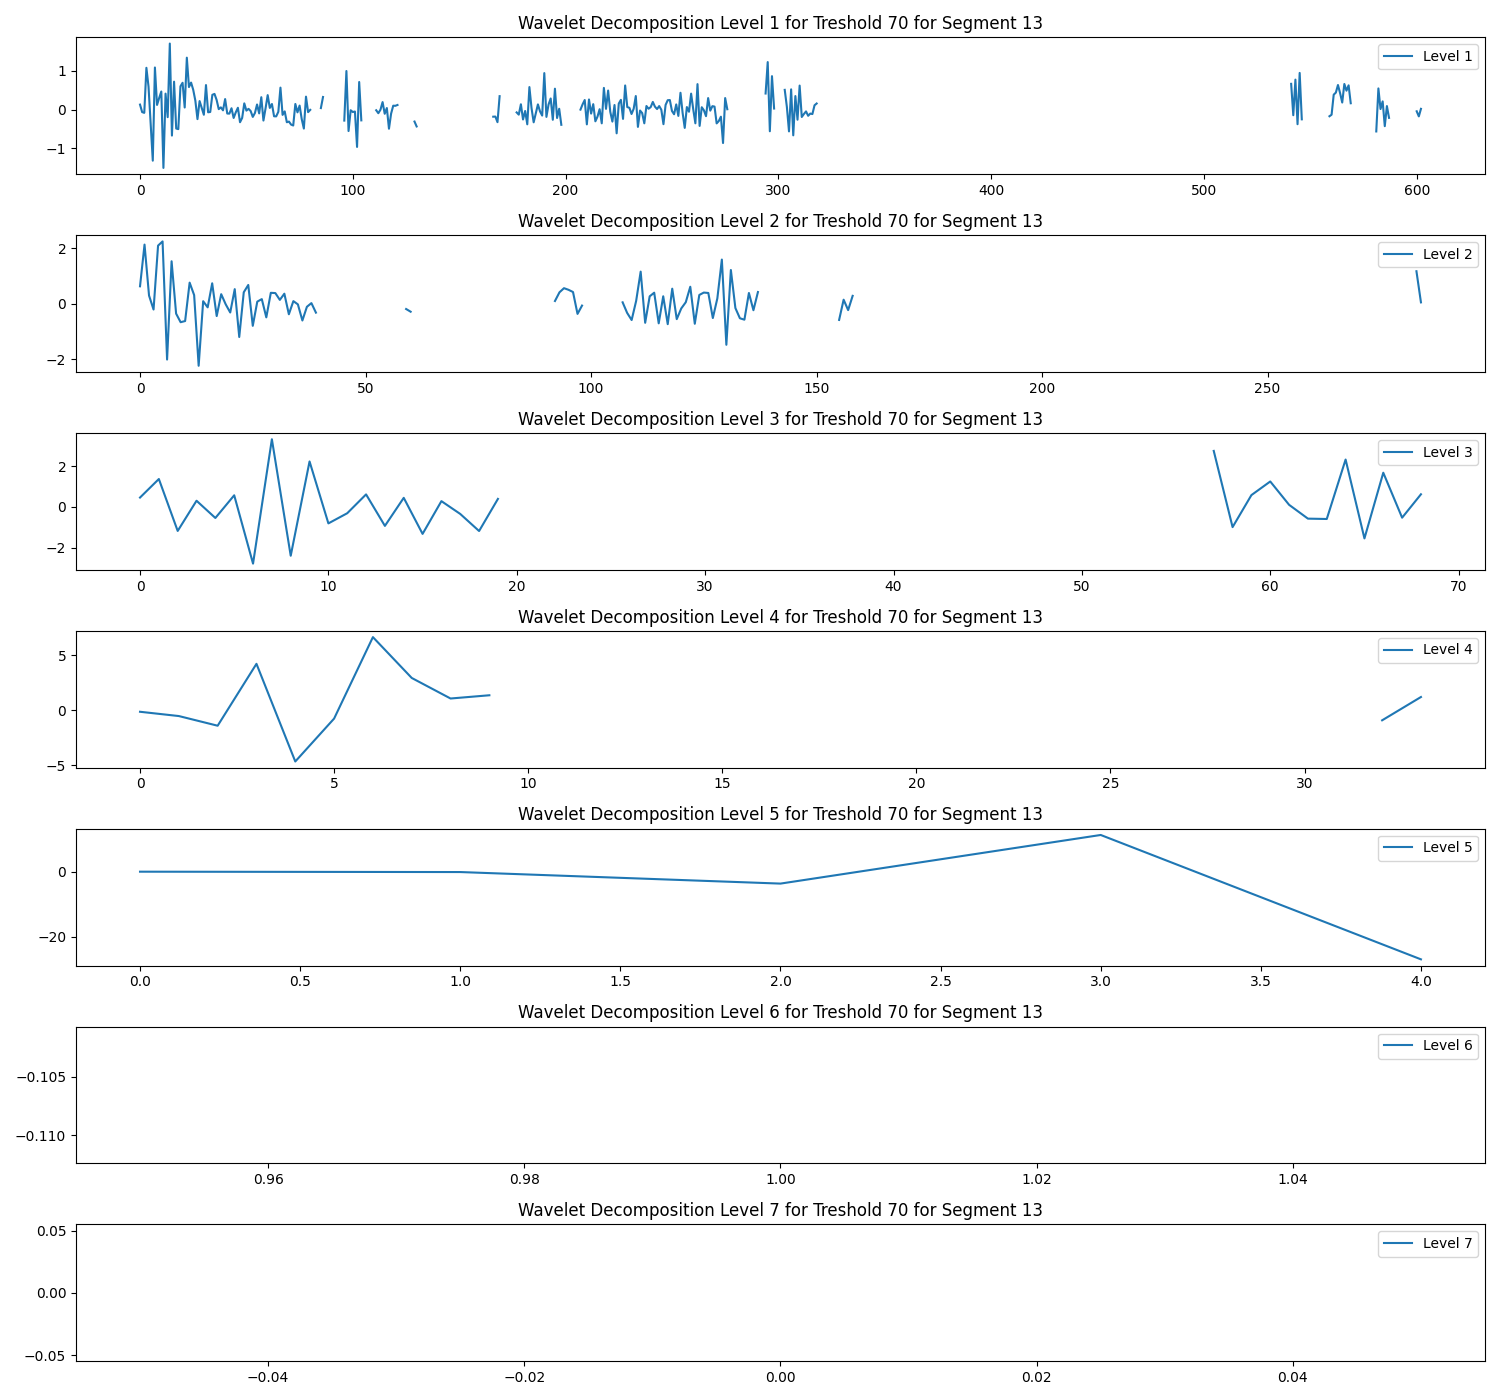 Wavelet Decomposition Level 1 for Treshold 70 for Segment 13
Level 1
1
0
−1
0 100 200 300 400 500 600
Wavelet Decomposition Level 2 for Treshold 70 for Segment 13
Level 2
2
0
−2
0 50 100 150 200 250
Wavelet Decomposition Level 3 for Treshold 70 for Segment 13
Level 3
2
0
−2
0 10 20 30 40 50 60 70
Wavelet Decomposition Level 4 for Treshold 70 for Segment 13
Level 4
5
0
−5
0 5 10 15 20 25 30
Wavelet Decomposition Level 5 for Treshold 70 for Segment 13
Level 5
0
−20
0.0 0.5 1.0 1.5 2.0 2.5 3.0 3.5 4.0
Wavelet Decomposition Level 6 for Treshold 70 for Segment 13
Level 6
−0.105
−0.110
0.96 0.98 1.00 1.02 1.04
Wavelet Decomposition Level 7 for Treshold 70 for Segment 13
Level 7
0.05
0.00
−0.05
−0.04 −0.02 0.00 0.02 0.04